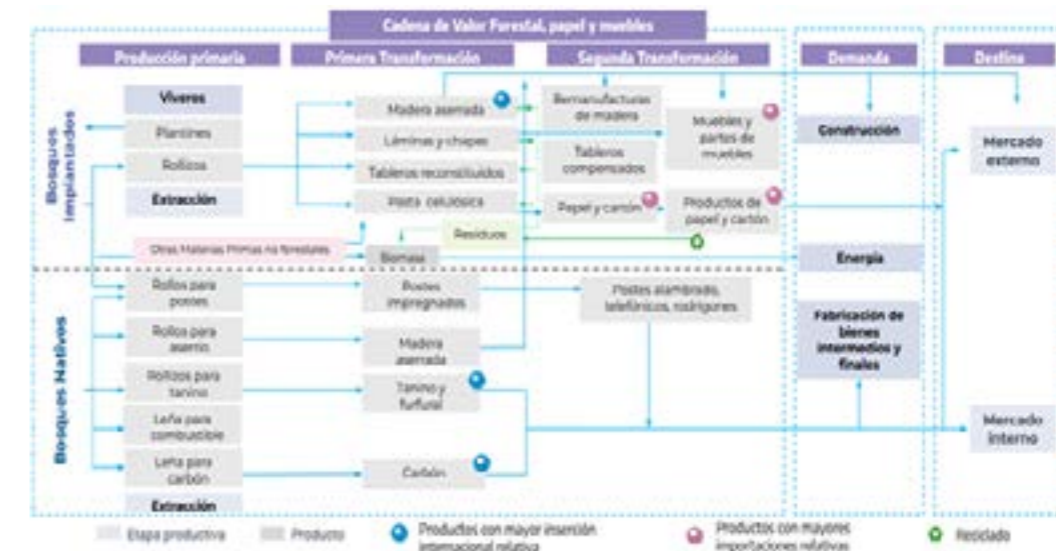 Cadena de Valor Forestal, papel y muebles
Producción primaria
Primera Transformación
Segunda Transformación
Demanda
Destino
Bosques
Implantados
Viveros
Plantines
Rollizos
Extracción
Otras Materias Primas no forestales
Madera aserrada
Láminas y chapas
Tableros reconstituidos
Pasta celulósica
Residuos
Biomasa
Remanufacturas
de madera
Tableros
compensados
Papel y cartón
Muebles y
partes de
muebles
Productos de
papel y cartón
Construcción
Energía
Fabricación de
bienes
intermedios y
finales
Mercado
externo
Mercado
interno
Bosques Nativos
Rollos para
postes
Rollos para
aserrío
Rollizos para
tanino
Leña para
combustible
Leña para
carbón
Extracción
Postes
impregnados
Madera
aserrada
Tanino y
furfural
Carbón
Postes alambrado,
telefónicos, rodrigones
Etapa productiva
Producto
Productos con mayor inserción
internacional relativa
Productos con mayores
importaciones relativas
Reciclado